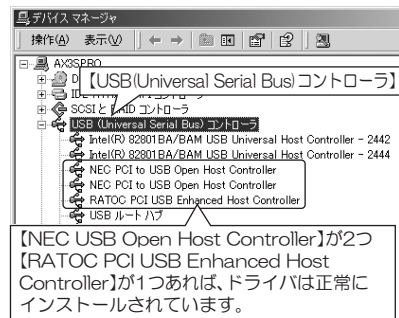 デバイス マネージャ
操作(A) 表示(V)
AX3SPRO
【USB(Universal Serial Bus)コントローラ】
SCSIと RAID コントローラ
USB (Universal Serial Bus) コントローラ
Intel(R) 82801BA/BAM USB Universal Host Controller - 2442
Intel(R) 82801BA/BAM USB Universal Host Controller - 2444
NEC PCI to USB Open Host Controller
NEC PCI to USB Open Host Controller
RATOC PCI USB Enhanced Host Controller
USB ルート ハブ
【NEC USB Open Host Controller】が2つ
【RATOC PCI USB Enhanced Host
Controller】が1つあれば、ドライバは正常に
インストールされています。